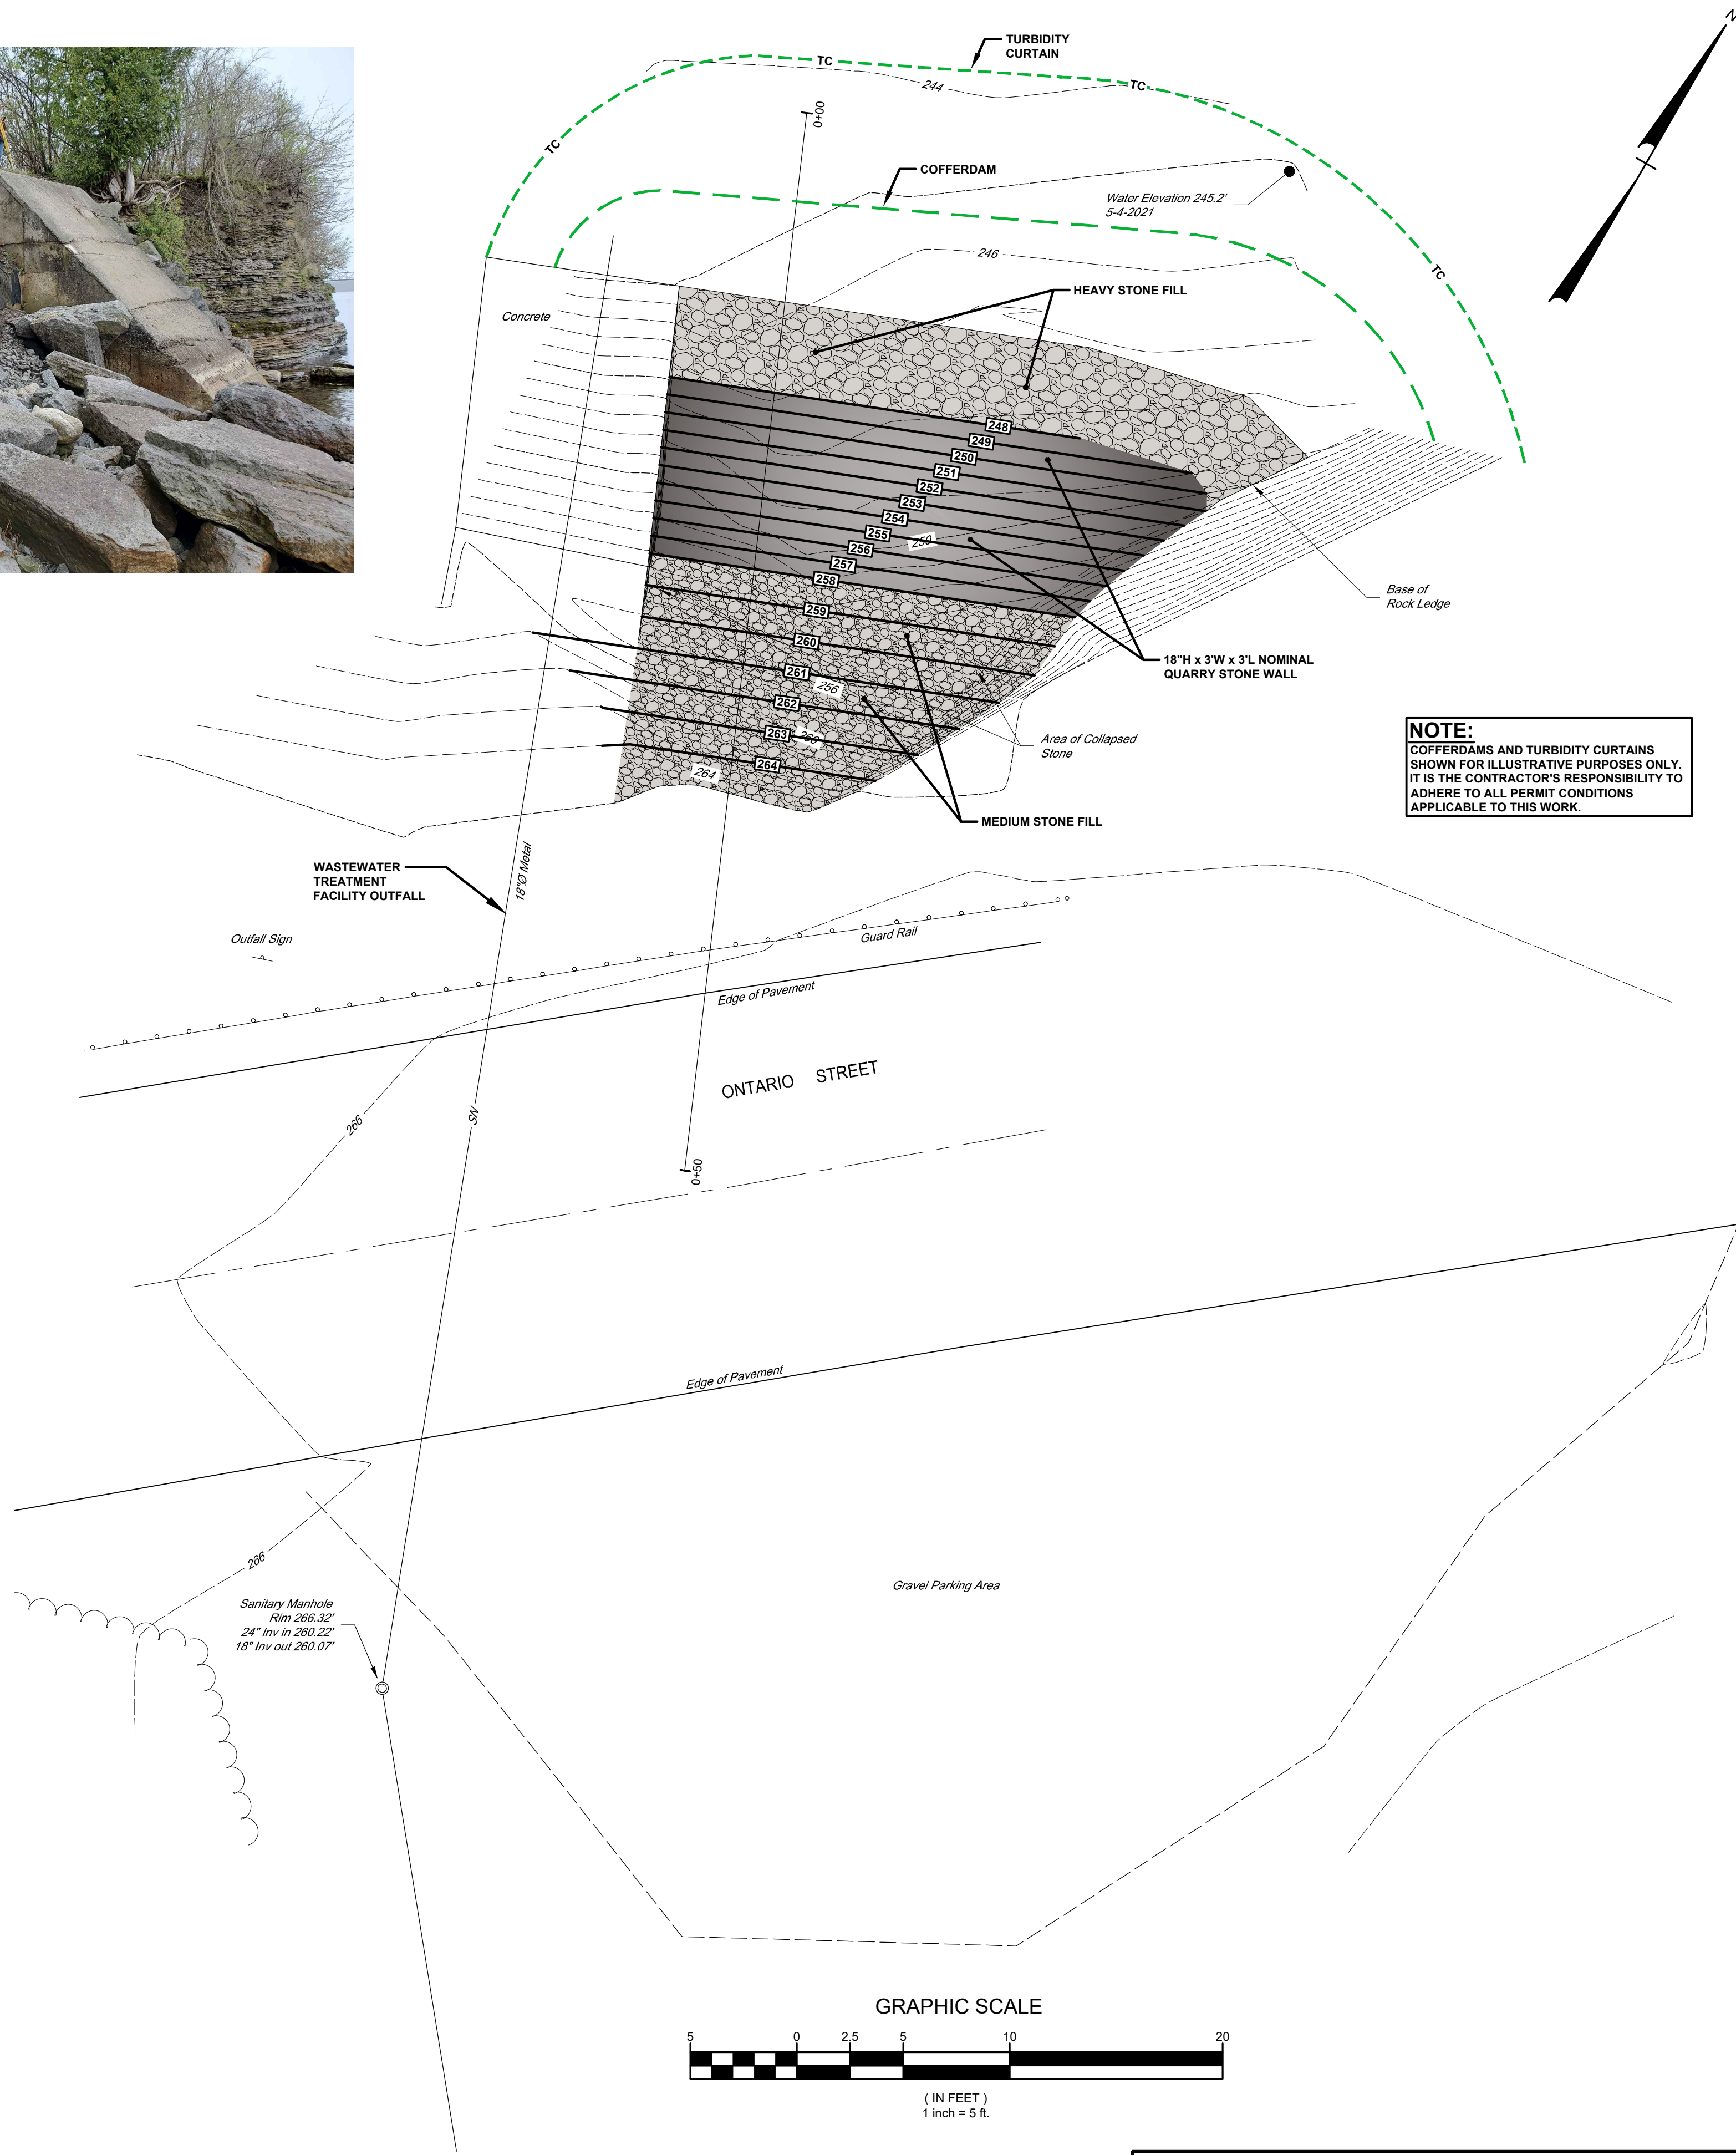 N
TURBIDITY
CURTAIN
TC
TC
TC
TC
244
0+00
COFFERDAM
Water Elevation 245.2'
5-4-2021
246
HEAVY STONE FILL
Concrete
248
249
250
251
252
253
254
255
250
256
257
258
259
260
261
256
262
263
260
264
264
Base of
Rock Ledge
18"H x 3'W x 3'L NOMINAL
QUARRY STONE WALL
Area of Collapsed
Stone
MEDIUM STONE FILL
NOTE:
COFFERDAMS AND TURBIDITY CURTAINS
SHOWN FOR ILLUSTRATIVE PURPOSES ONLY.
IT IS THE CONTRACTOR'S RESPONSIBILITY TO
ADHERE TO ALL PERMIT CONDITIONS
APPLICABLE TO THIS WORK.
WASTEWATER
TREATMENT
FACILITY OUTFALL
18"Ø Metal
Outfall Sign
Guard Rail
Edge of Pavement
ONTARIO STREET
266
SN
0+50
Edge of Pavement
266
Sanitary Manhole
Rim 266.32'
24" Inv in 260.22'
18" Inv out 260.07'
Gravel Parking Area
GRAPHIC SCALE
5 0 2.5 5 10 20
( IN FEET )
1 inch = 5 ft.